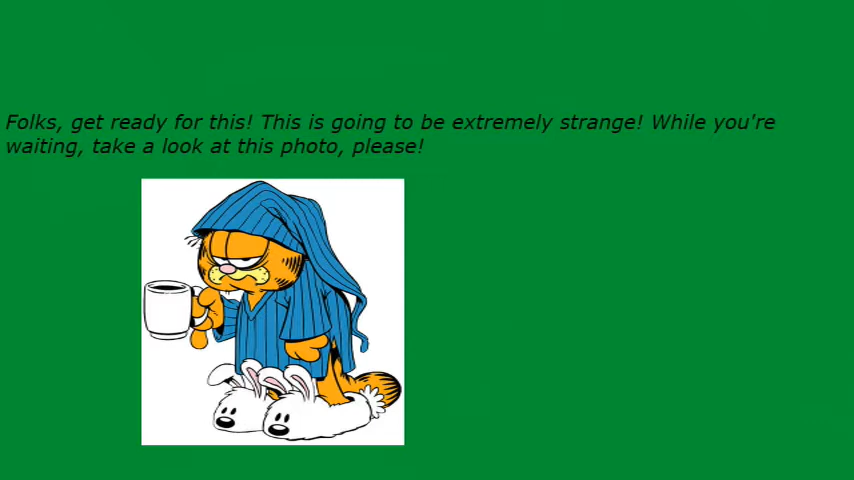 Folks, get ready for this! This is going to be extremely strange! While you're
waiting, take a look at this photo, please!